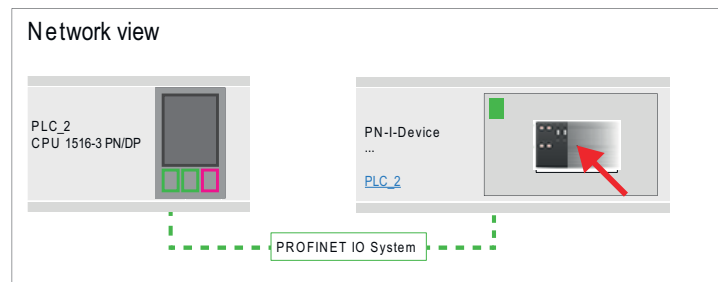 Network view
PLC_2
CPU 1516-3 PN/DP
PN-I-Device
...
PLC_2
PROFINET IO System